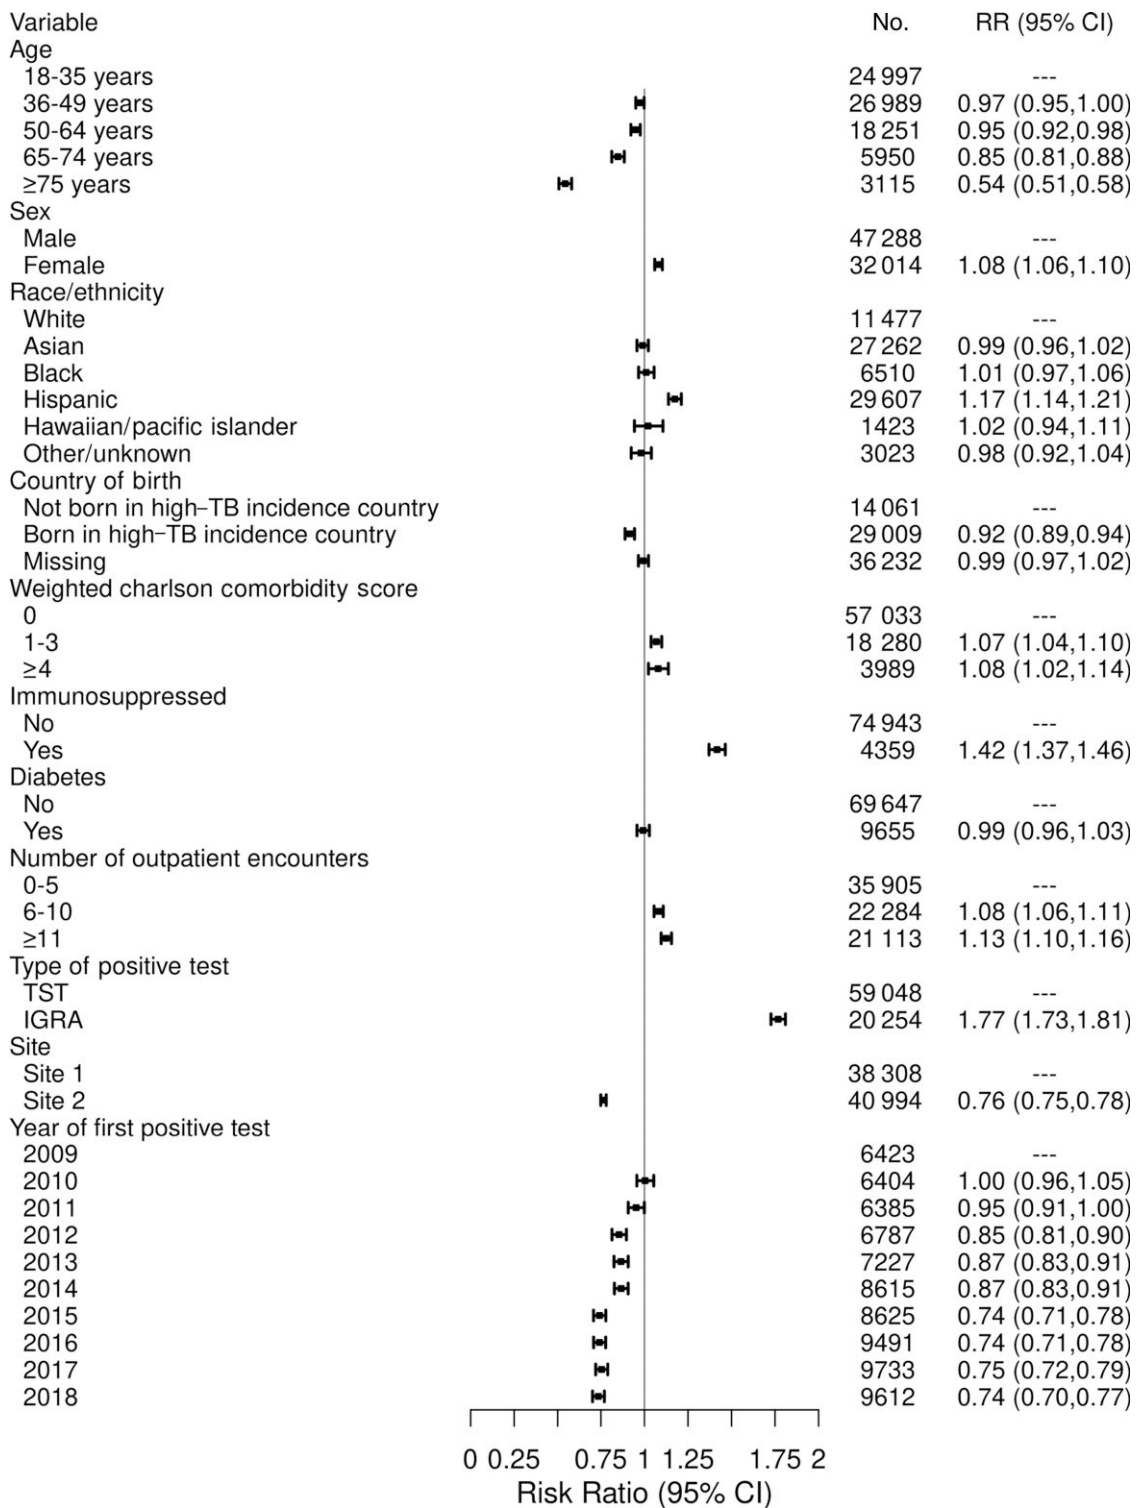 Variable No. RR (95% CI)
Age
18-35 years 24 997 ---
36-49 years 26 989 0.97 (0.95,1.00)
50-64 years 18 251 0.95 (0.92,0.98)
65-74 years 5950 0.85 (0.81,0.88)
≥75 years 3115 0.54 (0.51,0.58)
Sex
Male 47 288 ---
Female 32 014 1.08 (1.06,1.10)
Race/ethnicity
White 11 477 ---
Asian 27 262 0.99 (0.96,1.02)
Black 6510 1.01 (0.97,1.06)
Hispanic 29 607 1.17 (1.14,1.21)
Hawaiian/pacific islander 1423 1.02 (0.94,1.11)
Other/unknown 3023 0.98 (0.92,1.04)
Country of birth
Not born in high−TB incidence country 14 061 ---
Born in high−TB incidence country 29 009 0.92 (0.89,0.94)
Missing 36 232 0.99 (0.97,1.02)
Weighted charlson comorbidity score
0 57 033 ---
1-3 18 280 1.07 (1.04,1.10)
≥4 3989 1.08 (1.02,1.14)
Immunosuppressed
No 74 943 ---
Yes 4359 1.42 (1.37,1.46)
Diabetes
No 69 647 ---
Yes 9655 0.99 (0.96,1.03)
Number of outpatient encounters
0-5 35 905 ---
6-10 22 284 1.08 (1.06,1.11)
≥11 21 113 1.13 (1.10,1.16)
Type of positive test
TST 59 048 ---
IGRA 20 254 1.77 (1.73,1.81)
Site
Site 1 38 308 ---
Site 2 40 994 0.76 (0.75,0.78)
Year of first positive test
2009 6423 ---
2010 6404 1.00 (0.96,1.05)
2011 6385 0.95 (0.91,1.00)
2012 6787 0.85 (0.81,0.90)
2013 7227 0.87 (0.83,0.91)
2014 8615 0.87 (0.83,0.91)
2015 8625 0.74 (0.71,0.78)
2016 9491 0.74 (0.71,0.78)
2017 9733 0.75 (0.72,0.79)
2018 9612 0.74 (0.70,0.77)
0 0.25 0.75 1 1.25 1.75 2
Risk Ratio (95% CI)